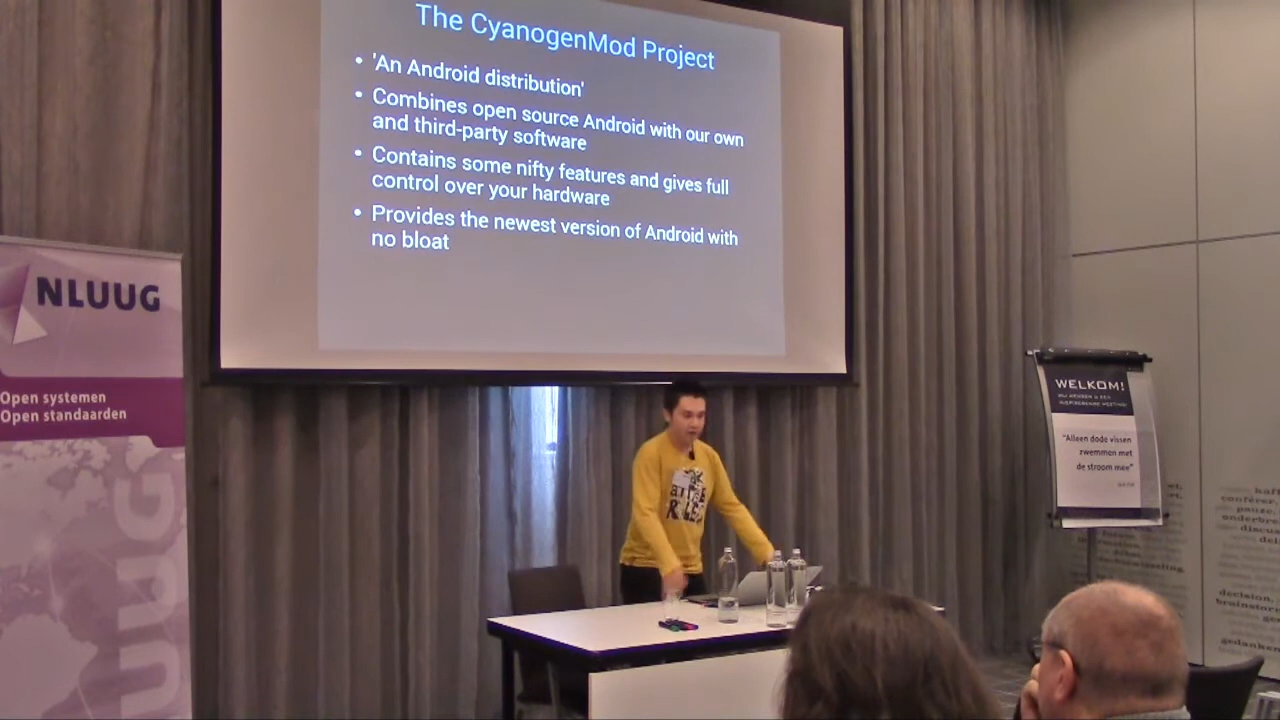 The CyanogenMod Project
• 'An Android distribution'
• Combines open source Android with our own
and third-party software
• Contains some nifty features and gives full
control over your hardware
• Provides the newest version of Android with
no bloat
NLUUG
Open systemen
Open standaarden
UUG
WELKOM!
"Alleen dode vissen
zwemmen met
de stroom mee"